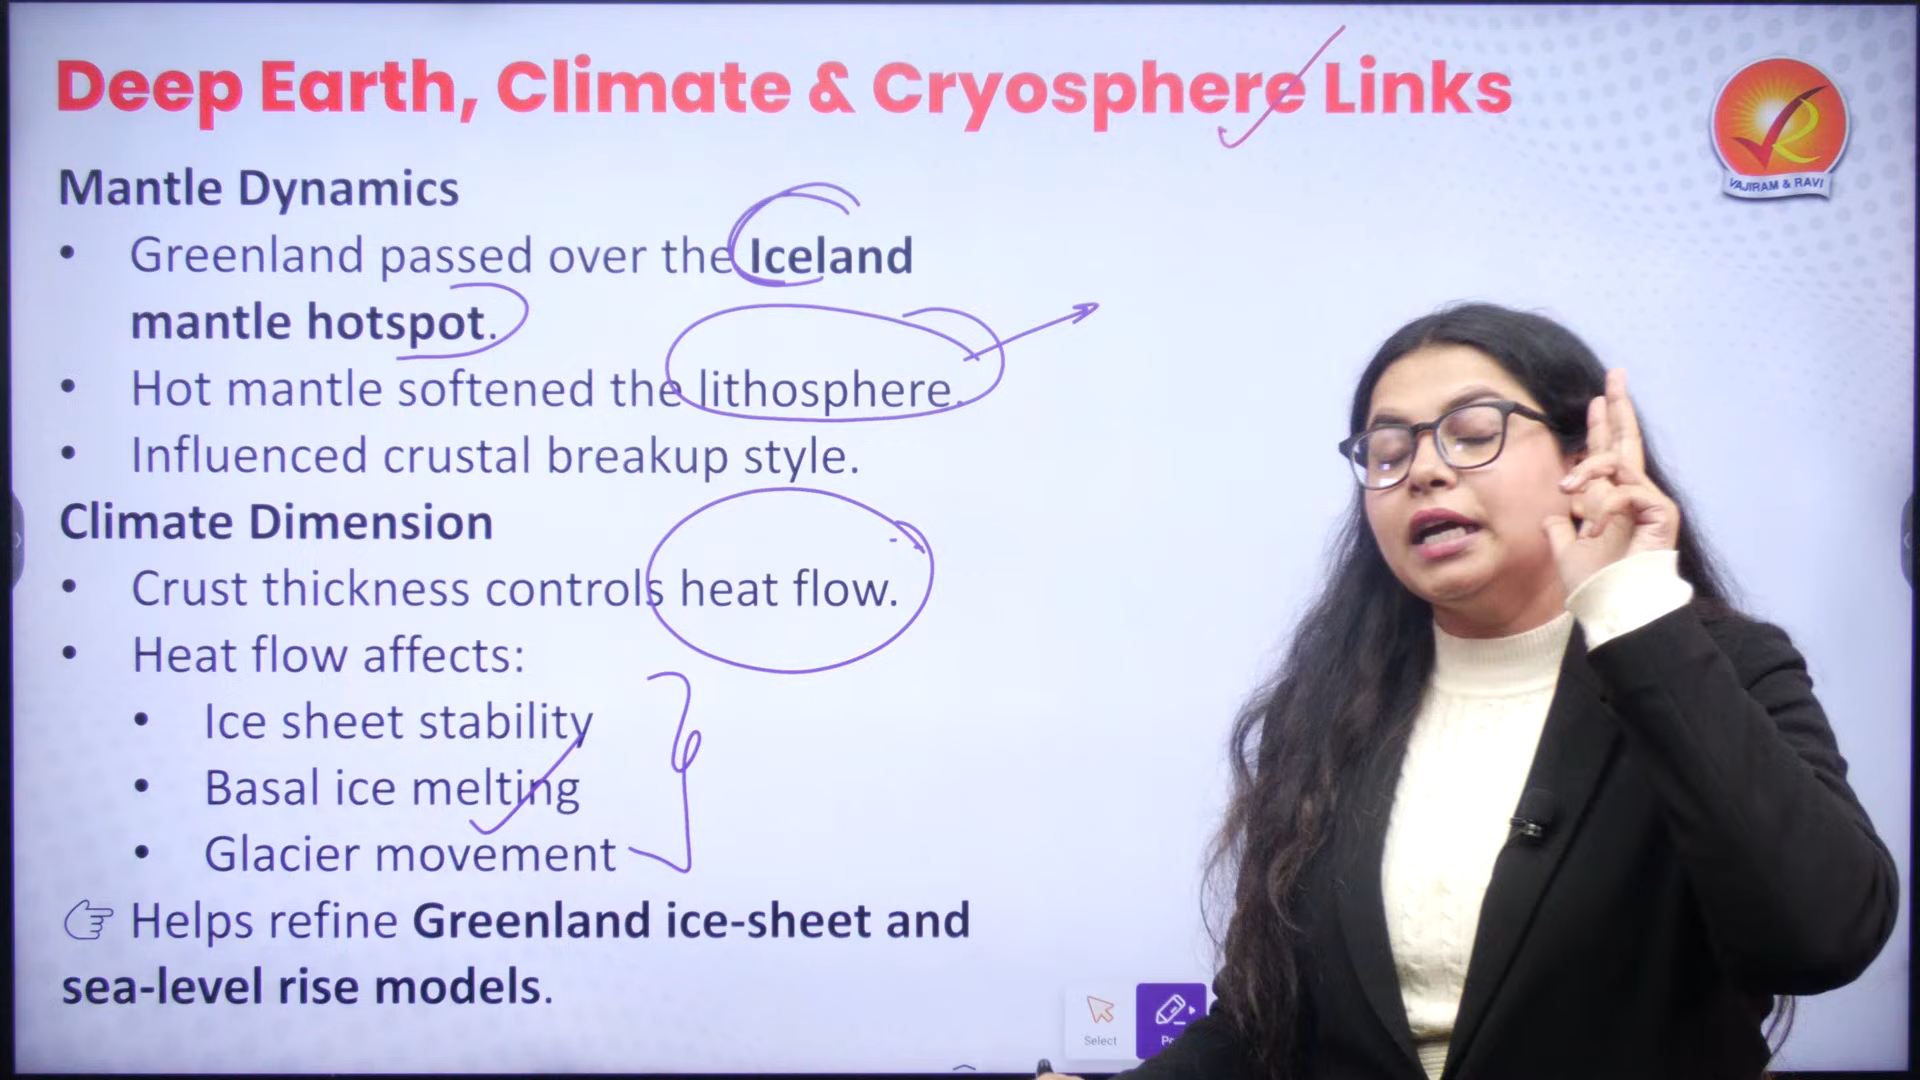 Deep Earth, Climate & Cryosphere Links
VAJIRAM & RAVI
Mantle Dynamics
• Greenland passed over the Iceland
mantle hotspot.
• Hot mantle softened the lithosphere.
• Influenced crustal breakup style.
Climate Dimension
• Crust thickness controls heat flow.
• Heat flow affects:
• Ice sheet stability
• Basal ice melting
• Glacier movement
☞ Helps refine Greenland ice-sheet and
sea-level rise models.
Select